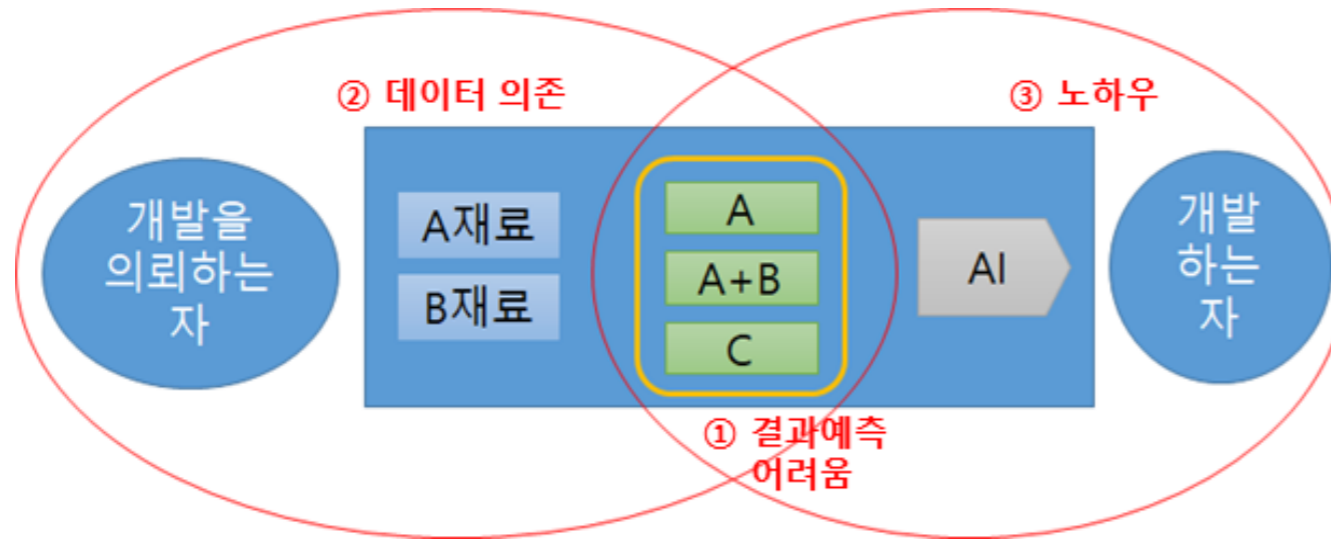 ② 데이터 의존
③ 노하우
개발을
의뢰하는
자
A재료
B재료
A
A+B
C
AI
개발
하는
자
① 결과예측
어려움